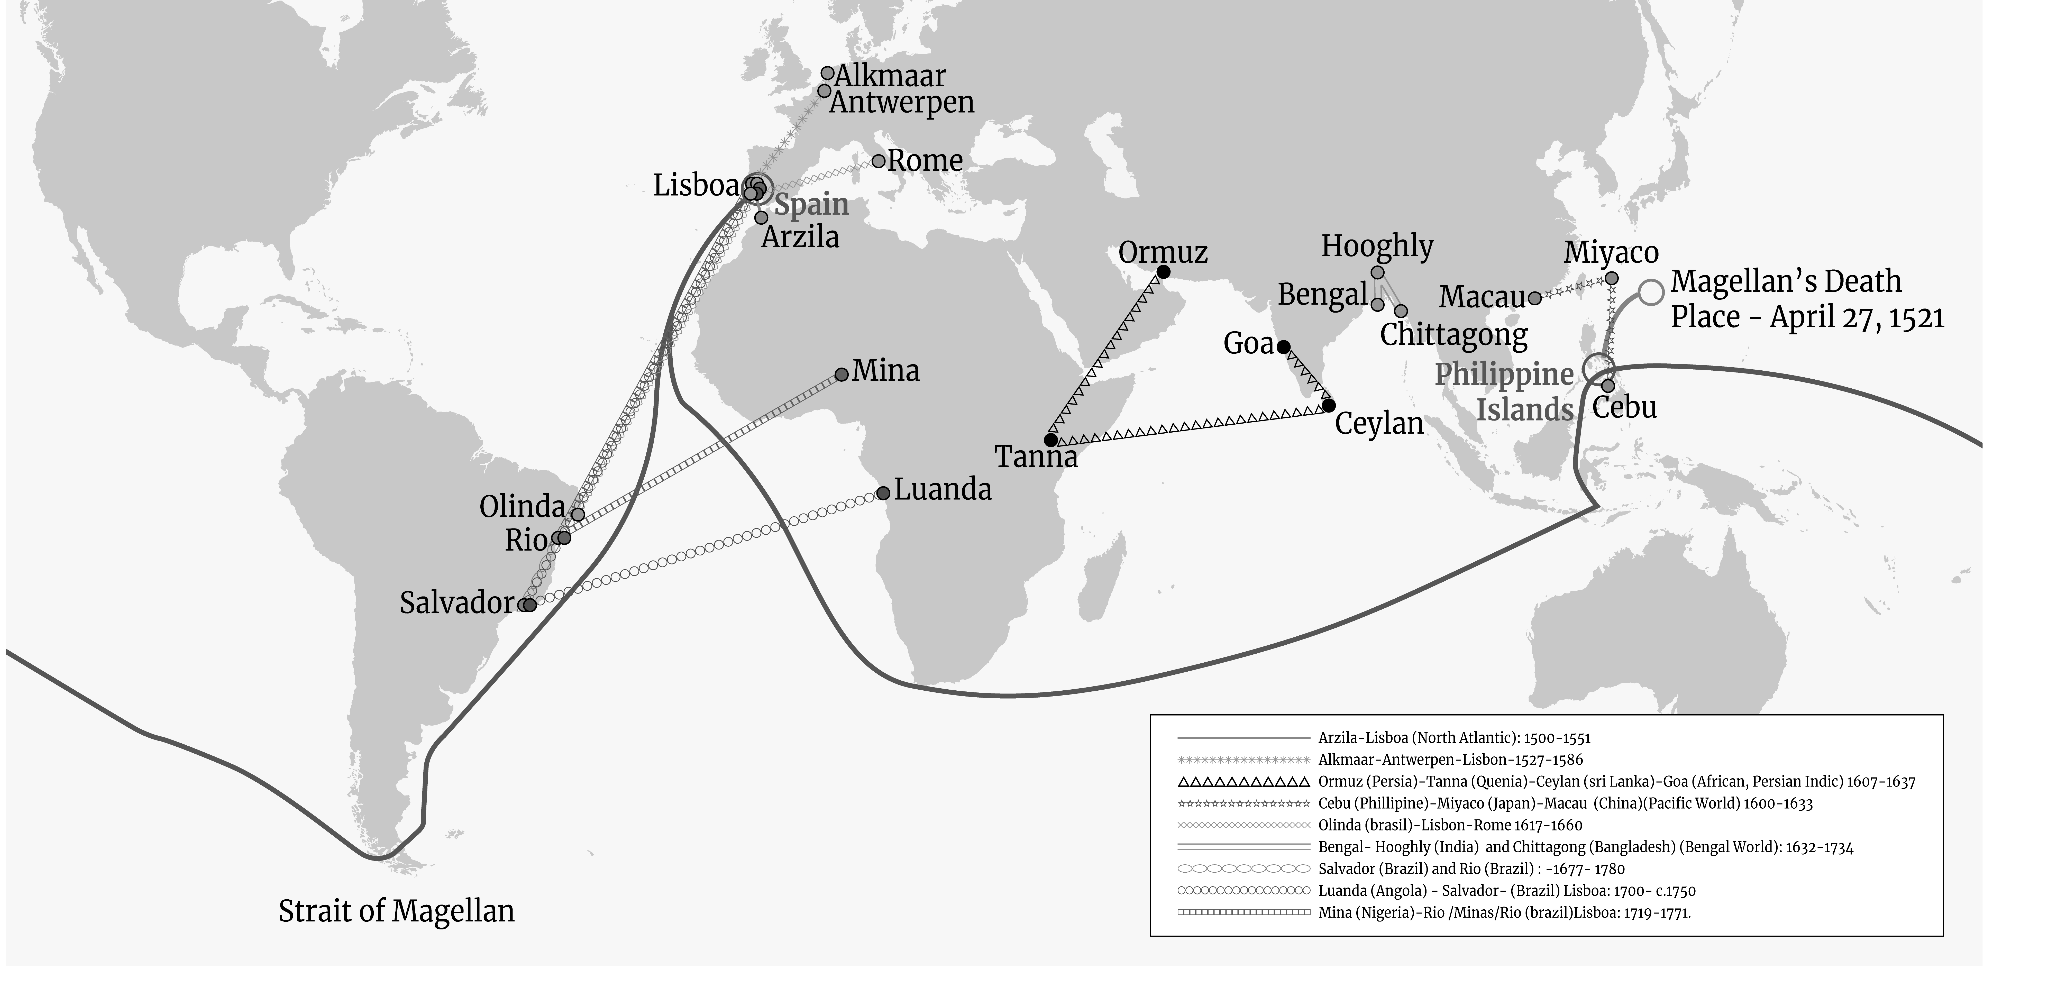 Alkmaar
Antwerpen
Rome
Lisboa
Spain
Arzila
Ormuz
Hooghly
Miyaco
Bengal
Macau
Magellan's Death
Place - April 27, 1521
Chittagong
Goa
Mina
Philippine
Islands
Cebu
Ceylan
Tanna
Luanda
Olinda
Rio
Salvador
Strait of Magellan
Arzila-Lisboa (North Atlantic): 1500-1551
Alkmaar-Antwerpen-Lisbon-1527-1586
Ormuz (Persia)-Tanna (Quenia)-Ceylan (sri Lanka)-Goa (African, Persian Indic) 1607-1637
Cebu (Phillipine)-Miyaco (Japan)-Macau (China)(Pacific World) 1600-1633
Olinda (brasil)-Lisbon-Rome 1617-1660
Bengal- Hooghly (India) and Chittagong (Bangladesh) (Bengal World): 1632-1734
Salvador (Brazil) and Rio (Brazil) : -1677- 1780
Luanda (Angola) - Salvador- (Brazil) Lisboa: 1700- c.1750
Mina (Nigeria)-Rio /Minas/Rio (brazil)Lisboa: 1719-1771.